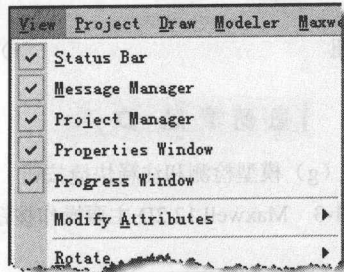 View Project Draw Modeler Maxwe
Status Bar
Message Manager
Project Manager
Properties Window
Progress Window
Modify Attributes
Rotate